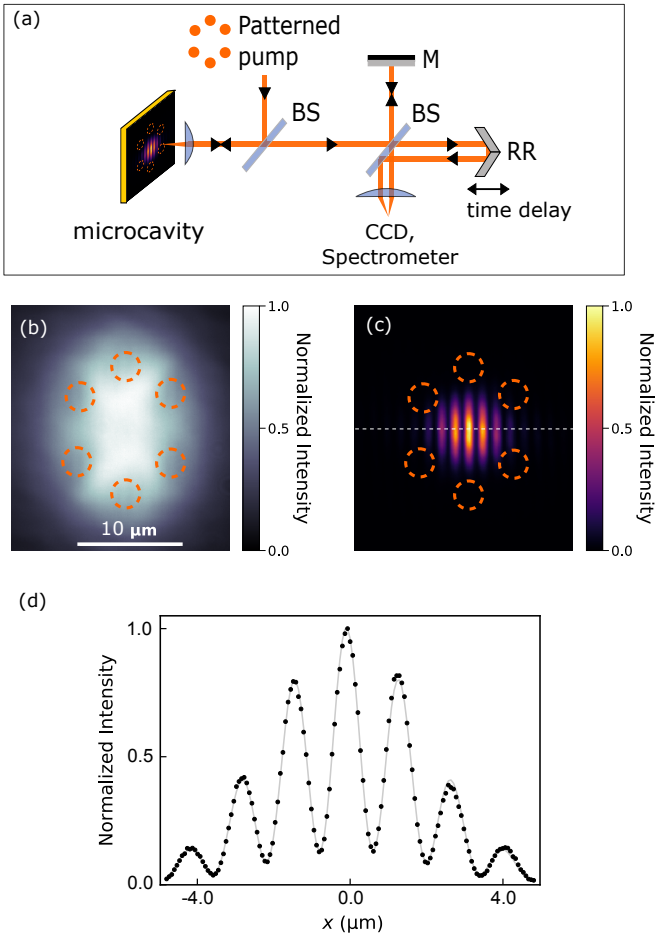 (a)
Patterned
pump
M
BS
BS
RR
time delay
microcavity
CCD,
Spectrometer
(b)
1.0
0.5
0.0
Normalized Intensity
10 μm
(c)
1.0
0.5
0.0
Normalized Intensity
(d)
Normalized Intensity
1.0
0.5
0.0
-4.0
0.0
4.0
x (μm)